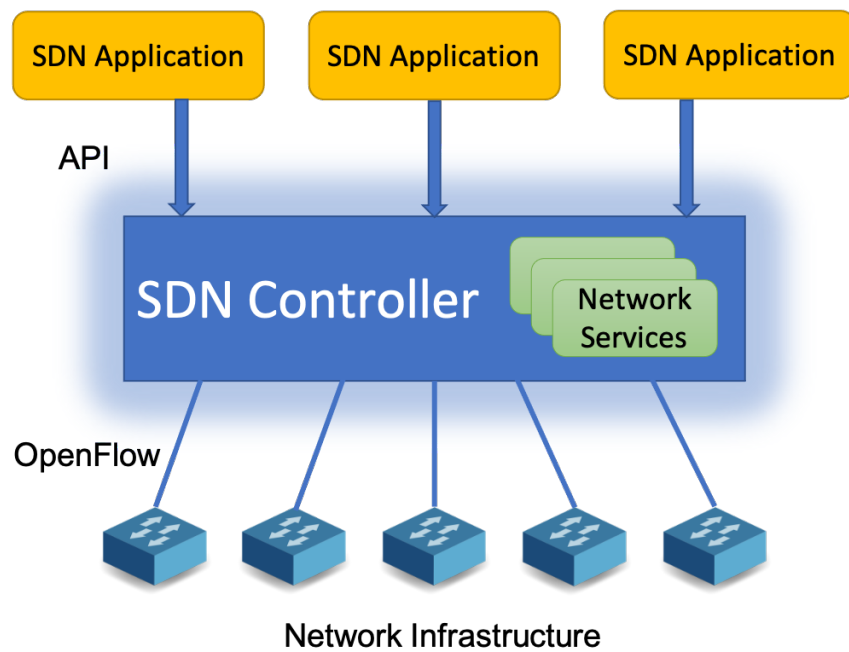 SDN Application
SDN Application
SDN Application
API
SDN Controller
Network
Services
OpenFlow
Network Infrastructure